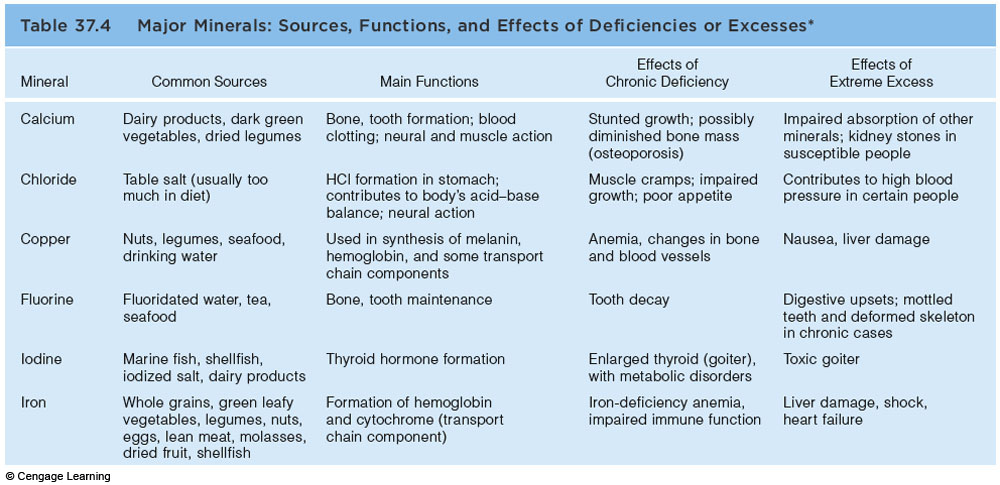 Table 37.4 Major Minerals: Sources, Functions, and Effects of Deficiencies or Excesses*
Mineral
Common Sources
Main Functions
Effects of
Chronic Deficiency
Effects of
Extreme Excess
Calcium
Dairy products, dark green
vegetables, dried legumes
Bone, tooth formation; blood
clotting; neural and muscle action
Stunted growth; possibly
diminished bone mass
(osteoporosis)
Impaired absorption of other
minerals; kidney stones in
susceptible people
Chloride
Table salt (usually too
much in diet)
HCl formation in stomach;
contributes to body's acid–base
balance; neural action
Muscle cramps; impaired
growth; poor appetite
Contributes to high blood
pressure in certain people
Copper
Nuts, legumes, seafood,
drinking water
Used in synthesis of melanin,
hemoglobin, and some transport
chain components
Anemia, changes in bone
and blood vessels
Nausea, liver damage
Fluorine
Fluoridated water, tea,
seafood
Bone, tooth maintenance
Tooth decay
Digestive upsets; mottled
teeth and deformed skeleton
in chronic cases
Iodine
Marine fish, shellfish,
iodized salt, dairy products
Thyroid hormone formation
Enlarged thyroid (goiter),
with metabolic disorders
Toxic goiter
Iron
Whole grains, green leafy
vegetables, legumes, nuts,
eggs, lean meat, molasses,
dried fruit, shellfish
Formation of hemoglobin
and cytochrome (transport
chain component)
Iron-deficiency anemia,
impaired immune function
Liver damage, shock,
heart failure
© Cengage Learning